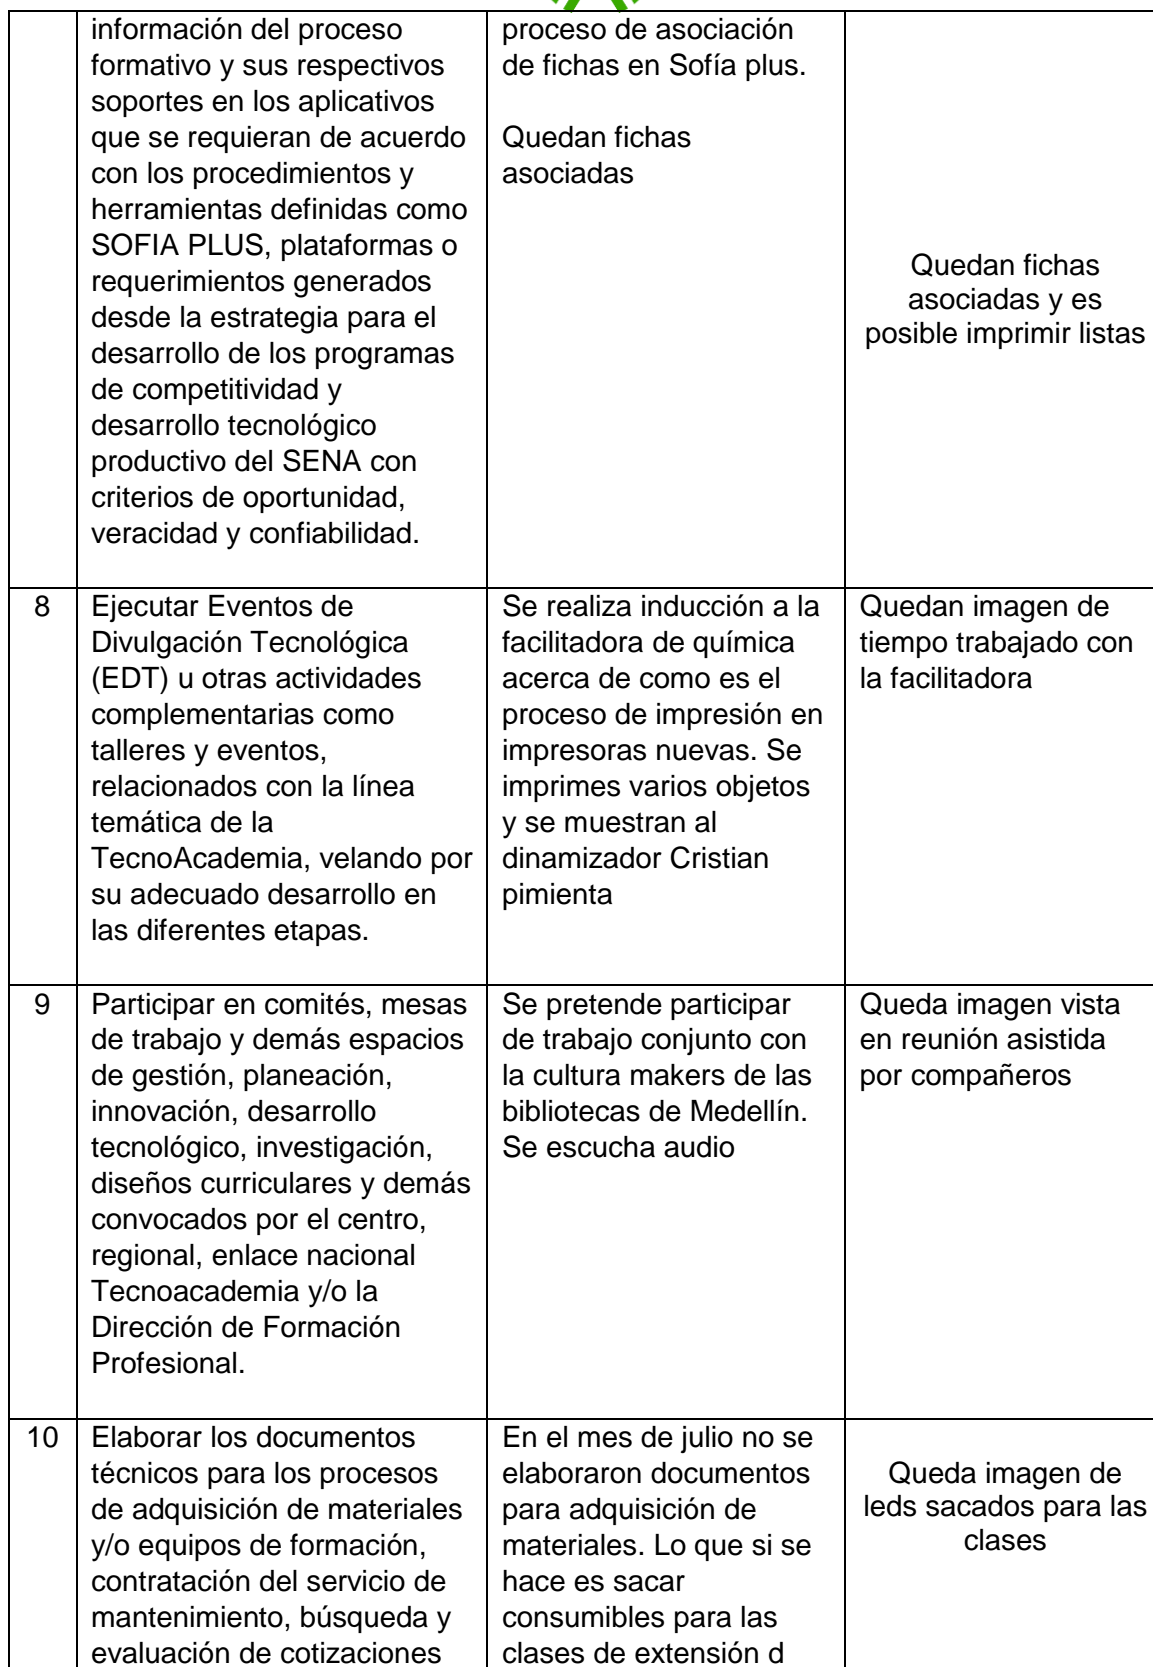 información del proceso
formativo y sus respectivos
soportes en los aplicativos
que se requieran de acuerdo
con los procedimientos y
herramientas definidas como
SOFIA PLUS, plataformas o
requerimientos generados
desde la estrategia para el
desarrollo de los programas
de competitividad y
desarrollo tecnológico
productivo del SENA con
criterios de oportunidad,
veracidad y confiabilidad.
proceso de asociación
de fichas en Sofía plus.
Quedan fichas
asociadas
Quedan fichas
asociadas y es
posible imprimir listas
8
Ejecutar Eventos de
Divulgación Tecnológica
(EDT) u otras actividades
complementarias como
talleres y eventos,
relacionados con la línea
temática de la
TecnoAcademia, velando por
su adecuado desarrollo en
las diferentes etapas.
Se realiza inducción a la
facilitadora de química
acerca de como es el
proceso de impresión en
impresoras nuevas. Se
imprimes varios objetos
y se muestran al
dinamizador Cristian
pimienta
Quedan imagen de
tiempo trabajado con
la facilitadora
9
Participar en comités, mesas
de trabajo y demás espacios
de gestión, planeación,
innovación, desarrollo
tecnológico, investigación,
diseños curriculares y demás
convocados por el centro,
regional, enlace nacional
Tecnoacademia y/o la
Dirección de Formación
Profesional.
Se pretende participar
de trabajo conjunto con
la cultura makers de las
bibliotecas de Medellín.
Se escucha audio
Queda imagen vista
en reunión asistida
por compañeros
10
Elaborar los documentos
técnicos para los procesos
de adquisición de materiales
y/o equipos de formación,
contratación del servicio de
mantenimiento, búsqueda y
evaluación de cotizaciones
En el mes de julio no se
elaboraron documentos
para adquisición de
materiales. Lo que si se
hace es sacar
consumibles para las
clases de extensión d
Queda imagen de
leds sacados para las
clases